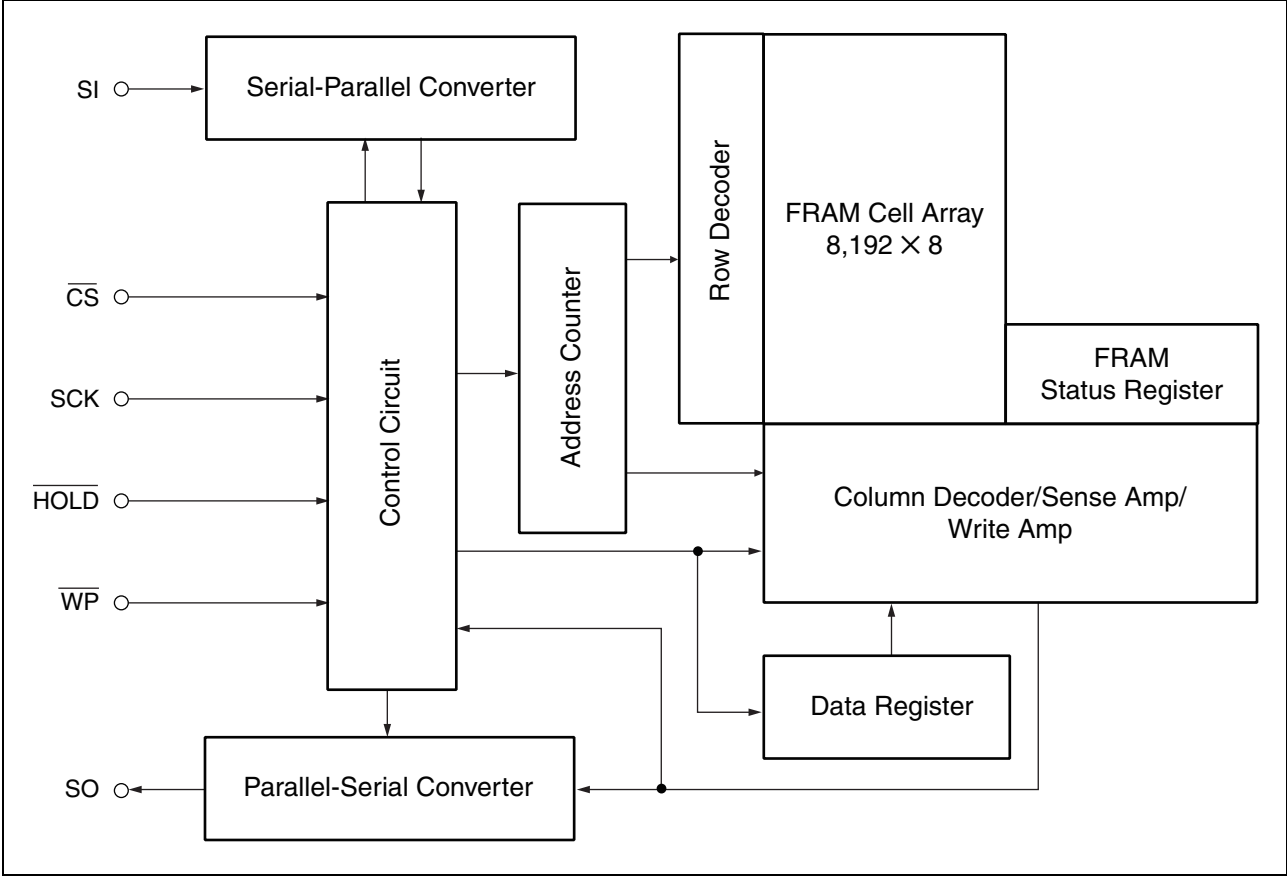 SI
Serial-Parallel Converter
CS
SCK
HOLD
WP
Control Circuit
Address Counter
Row Decoder
FRAM Cell Array
8,192 × 8
FRAM
Status Register
Column Decoder/Sense Amp/
Write Amp
Data Register
SO
Parallel-Serial Converter